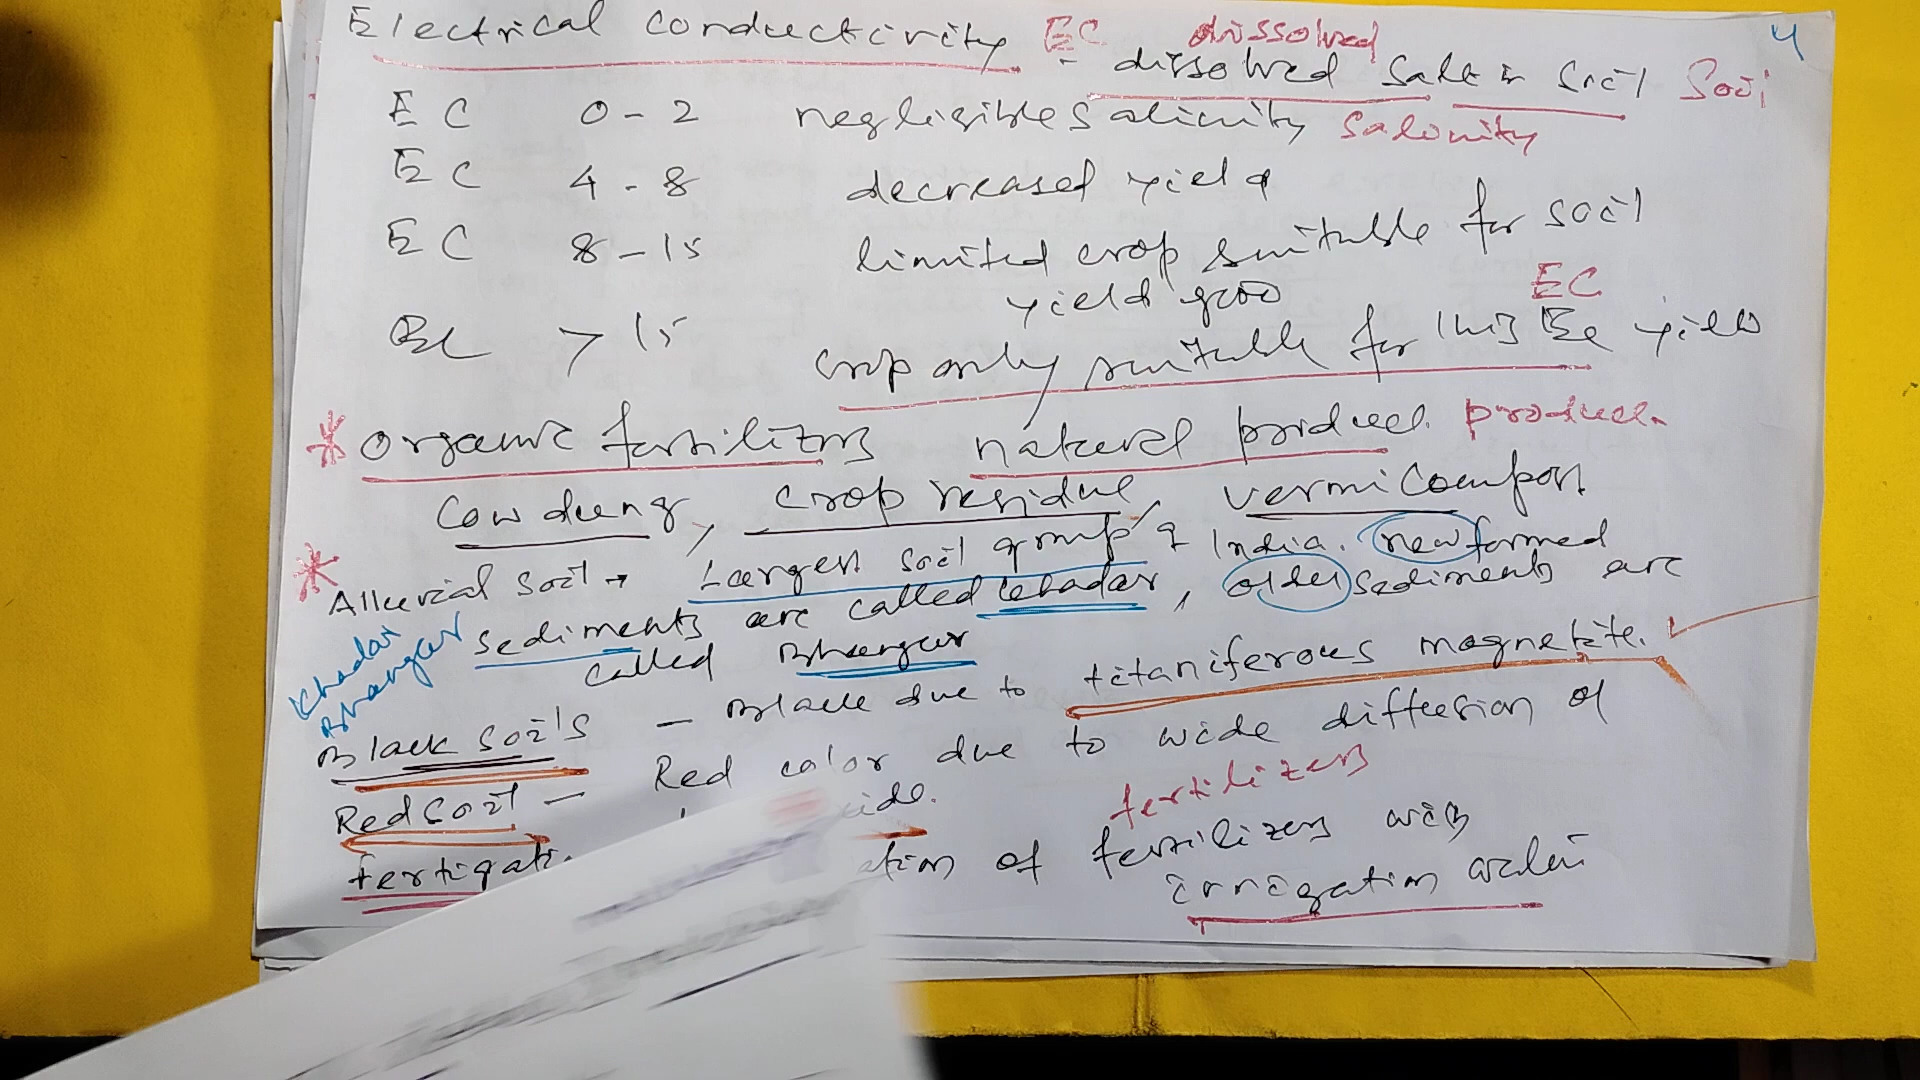 4
Electrical conductivity EC - dissolved dissolved salt in soil Soil
EC 0-2 negligible salinity Salinity
EC 4-8 decreased yield
EC 8-15 limited crop suitable for soil
yield good
EC
EC > 15 crop only suitable for this EC yield
* organic fertilizers natural product. product.
Cow dung, crop residue, vermicompost
* Alluvial soil → Largest soil group of India. new formed
sediments are called khadar, older sediments are
called Bhangur
Khadar
Bhangur
Black soils - Black due to titaniferous magnetite.
Red soil - Red color due to wide diffusion of
fertilizers
of fertilizers with
irrigation water